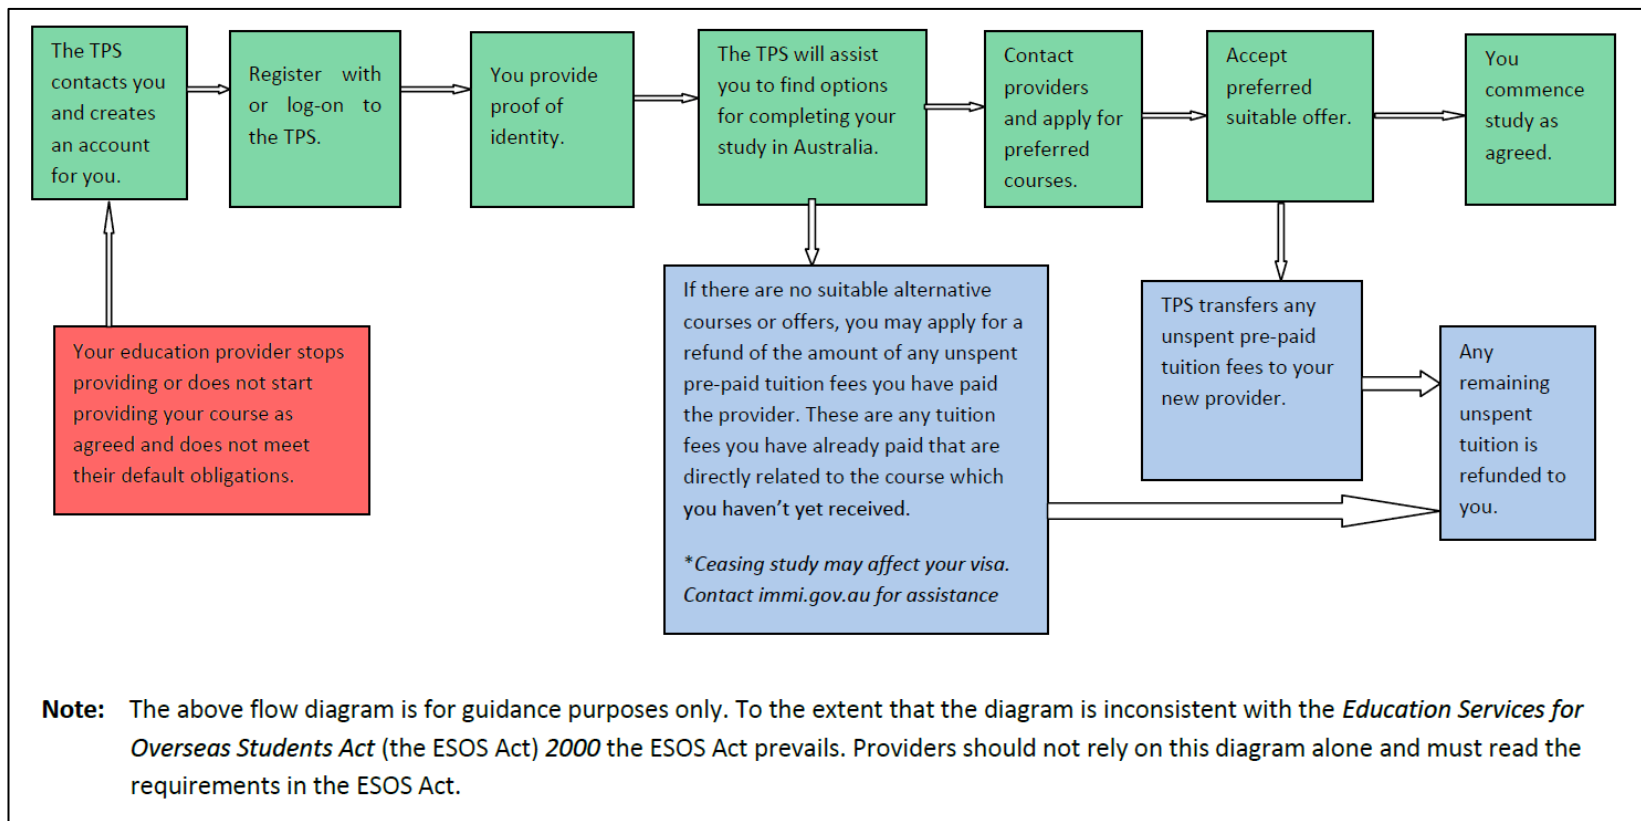 The TPS
contacts you
and creates
an account
for you.
Register with
or log-on to
the TPS.
You provide
proof of
identity.
The TPS will assist
you to find options
for completing your
study in Australia.
Contact
providers
and apply for
preferred
courses.
Accept
preferred
suitable offer.
You
commence
study as
agreed.
Your education provider stops
providing or does not start
providing your course as
agreed and does not meet
their default obligations.
If there are no suitable alternative
courses or offers, you may apply for a
refund of the amount of any unspent
pre-paid tuition fees you have paid
the provider. These are any tuition
fees you have already paid that are
directly related to the course which
you haven’t yet received.
*Ceasing study may affect your visa.
Contact immi.gov.au for assistance
TPS transfers any
unspent pre-paid
tuition fees to your
new provider.
Any
remaining
unspent
tuition is
refunded to
you.
Note: The above flow diagram is for guidance purposes only. To the extent that the diagram is inconsistent with the Education Services for
Overseas Students Act (the ESOS Act) 2000 the ESOS Act prevails. Providers should not rely on this diagram alone and must read the
requirements in the ESOS Act.